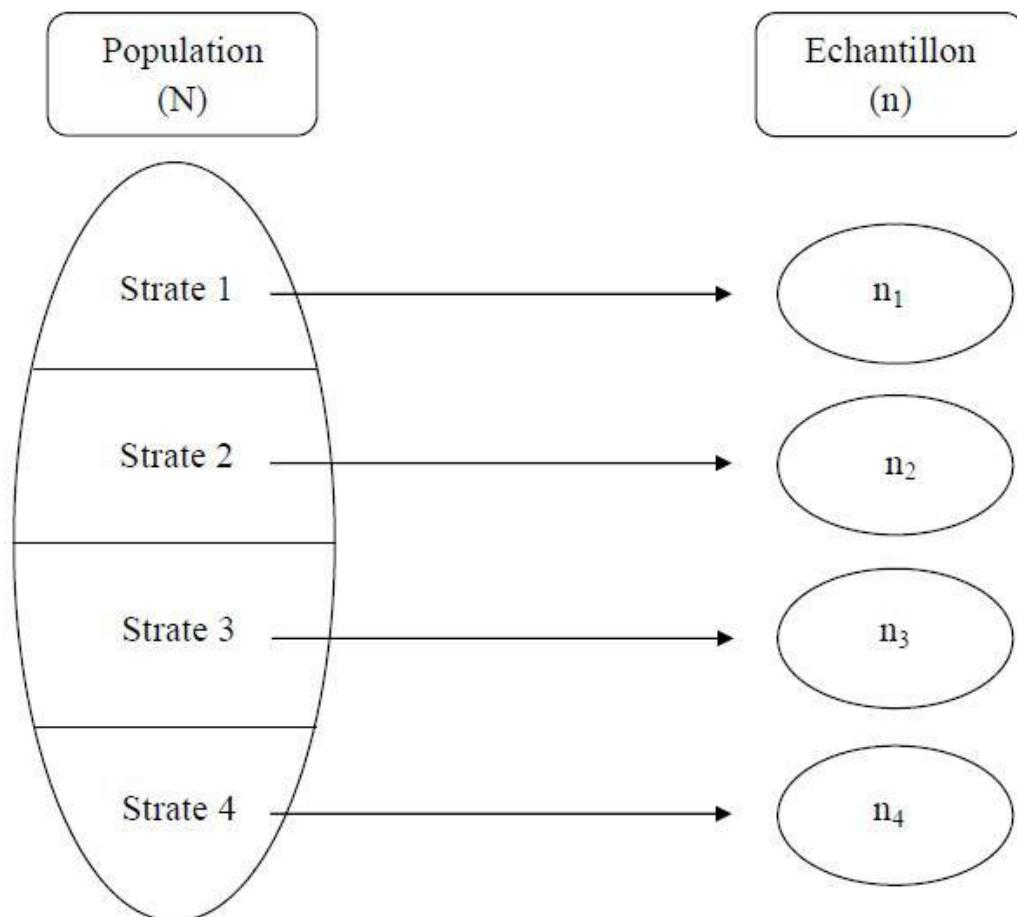 Population
(N)
Echantillon
(n)
Strate 1
n₁
Strate 2
n₂
Strate 3
n₃
Strate 4
n₄